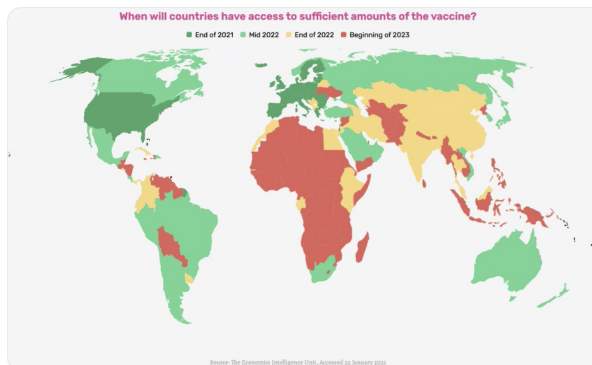 When will countries have access to sufficient amounts of the vaccine?
End of 2021 Mid 2022 End of 2022 Beginning of 2023
Source: The Economist Intelligence Unit, Accessed 22 January 2021